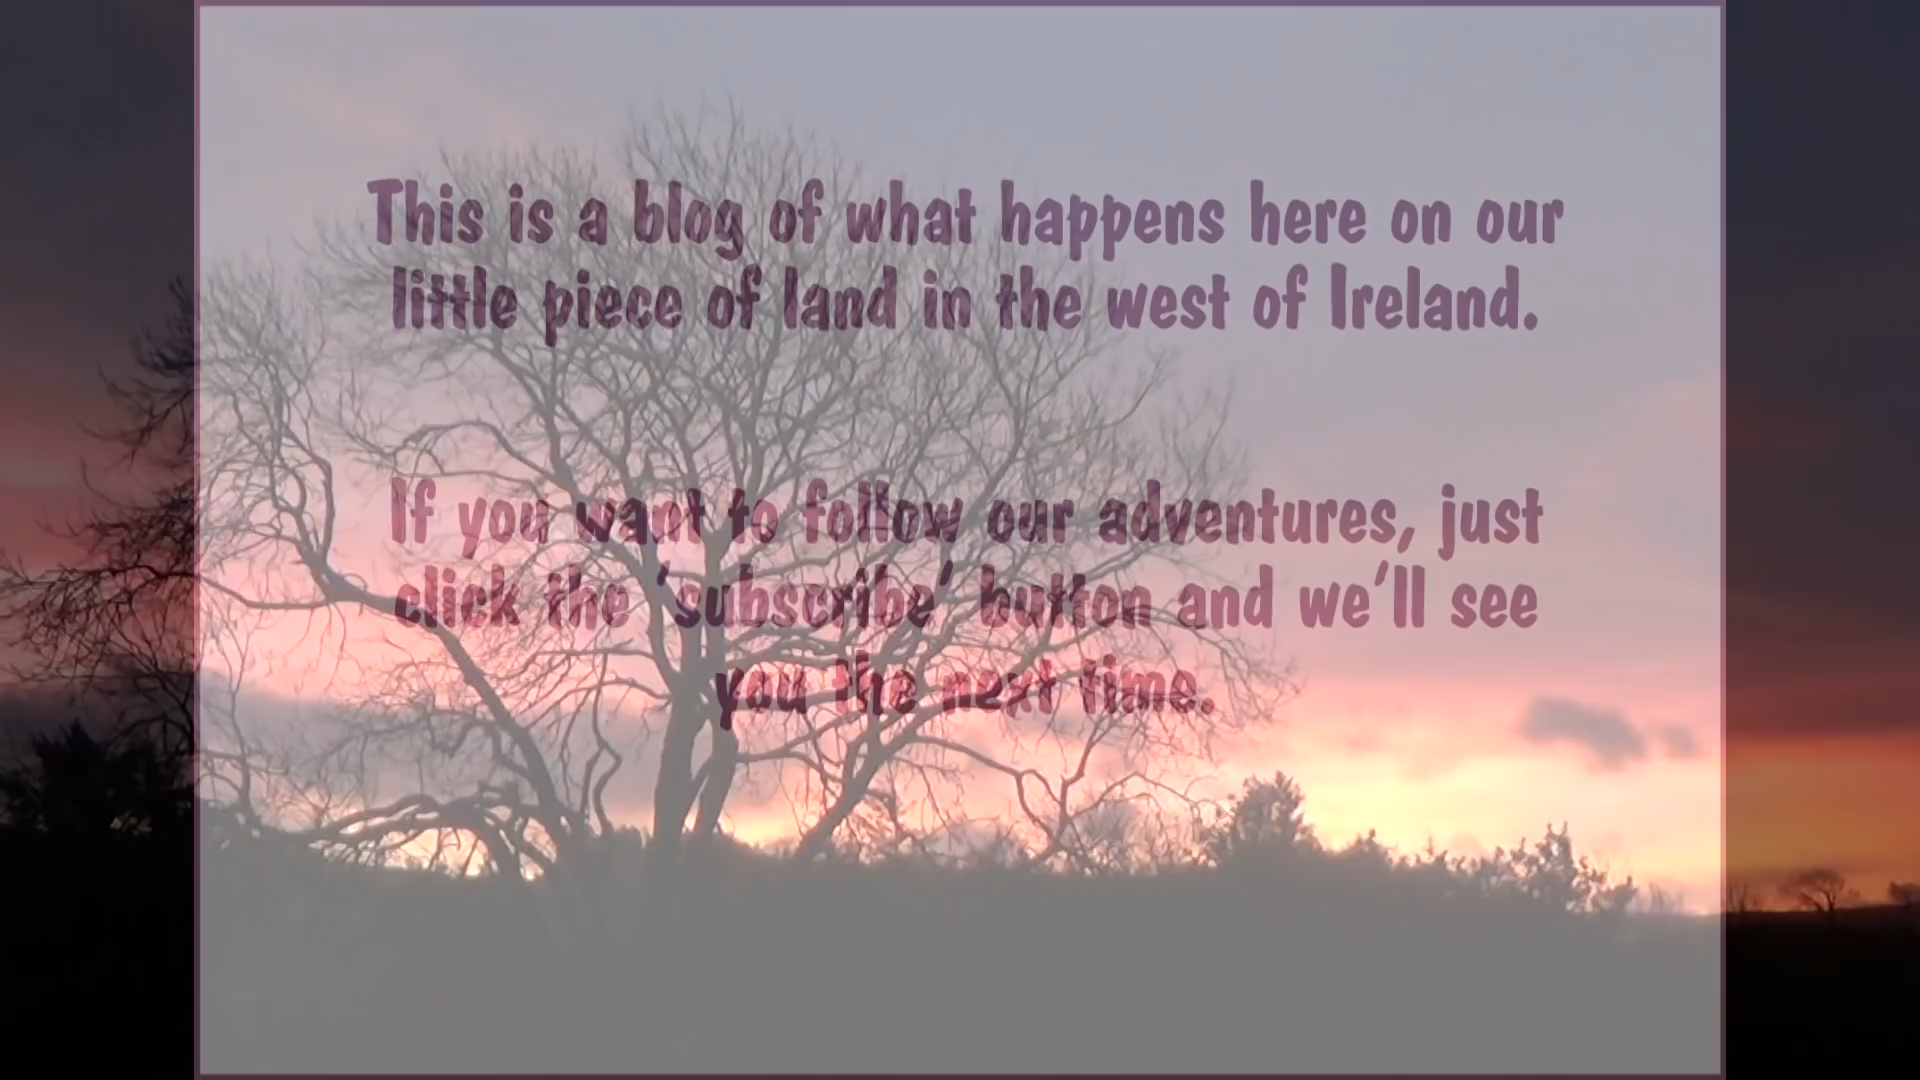 This is a blog of what happens here on our
little piece of land in the west of Ireland.
If you want to follow our adventures, just
click the 'subscribe' button and we'll see
you the next time.